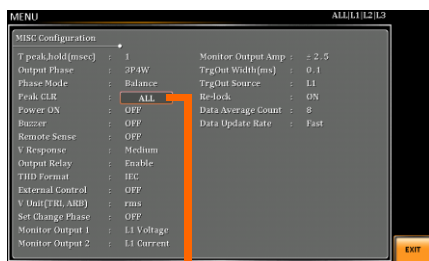 MENU ALL|L1|L2|L3
MISC Configuration
T peak,hold(msec) : 1 Monitor Output Amp : ± 2.5
Output Phase : 3P4W TrgOut Width(ms) : 0.1
Phase Mode : Balance TrgOut Source : L1
Peak CLR : ALL Re-lock : ON
Power ON : OFF Data Average Count : 8
Buzzer : OFF Data Update Rate : Fast
Remote Sense : OFF
V Response : Medium
Output Relay : Enable
THD Format : IEC
External Control : OFF
V Unit(TRI, ARB) : rms
Set Change Phase : OFF
Monitor Output 1 : L1 Voltage
Monitor Output 2 : L1 Current
EXIT